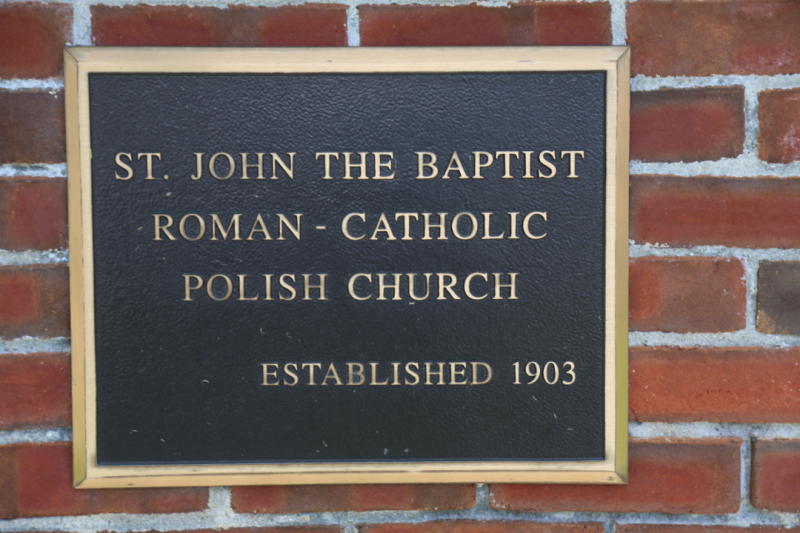 ST. JOHN THE BAPTIST
ROMAN - CATHOLIC
POLISH CHURCH
ESTABLISHED 1903